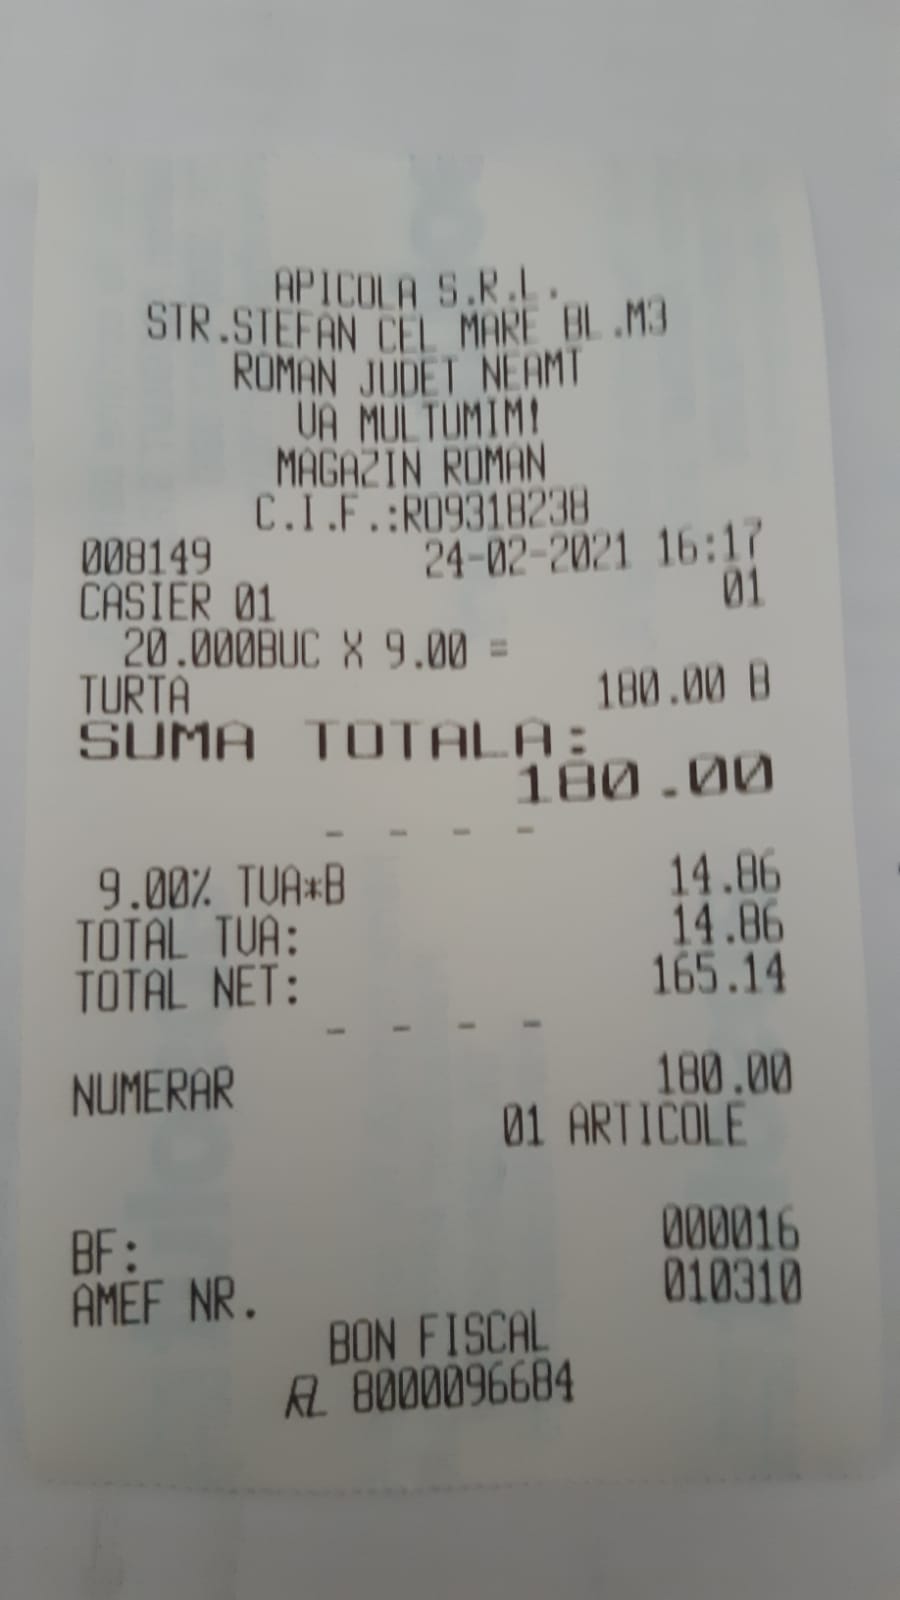 APICOLA S.R.L.
STR.STEFAN CEL MARE BL.M3
ROMAN JUDET NEAMT
VA MULTUMIM!
MAGAZIN ROMAN
C.I.F.:RO9318238
008149 24-02-2021 16:17
CASIER 01 01
20.000BUC X 9.00 =
TURTA 180.00 B
SUMA TOTALA:
180.00
- - - -
9.00% TVA*B 14.86
TOTAL TVA: 14.86
TOTAL NET: 165.14
- - - -
NUMERAR 180.00
01 ARTICOLE
BF: 000016
AMEF NR. 010310
BON FISCAL
8000096684